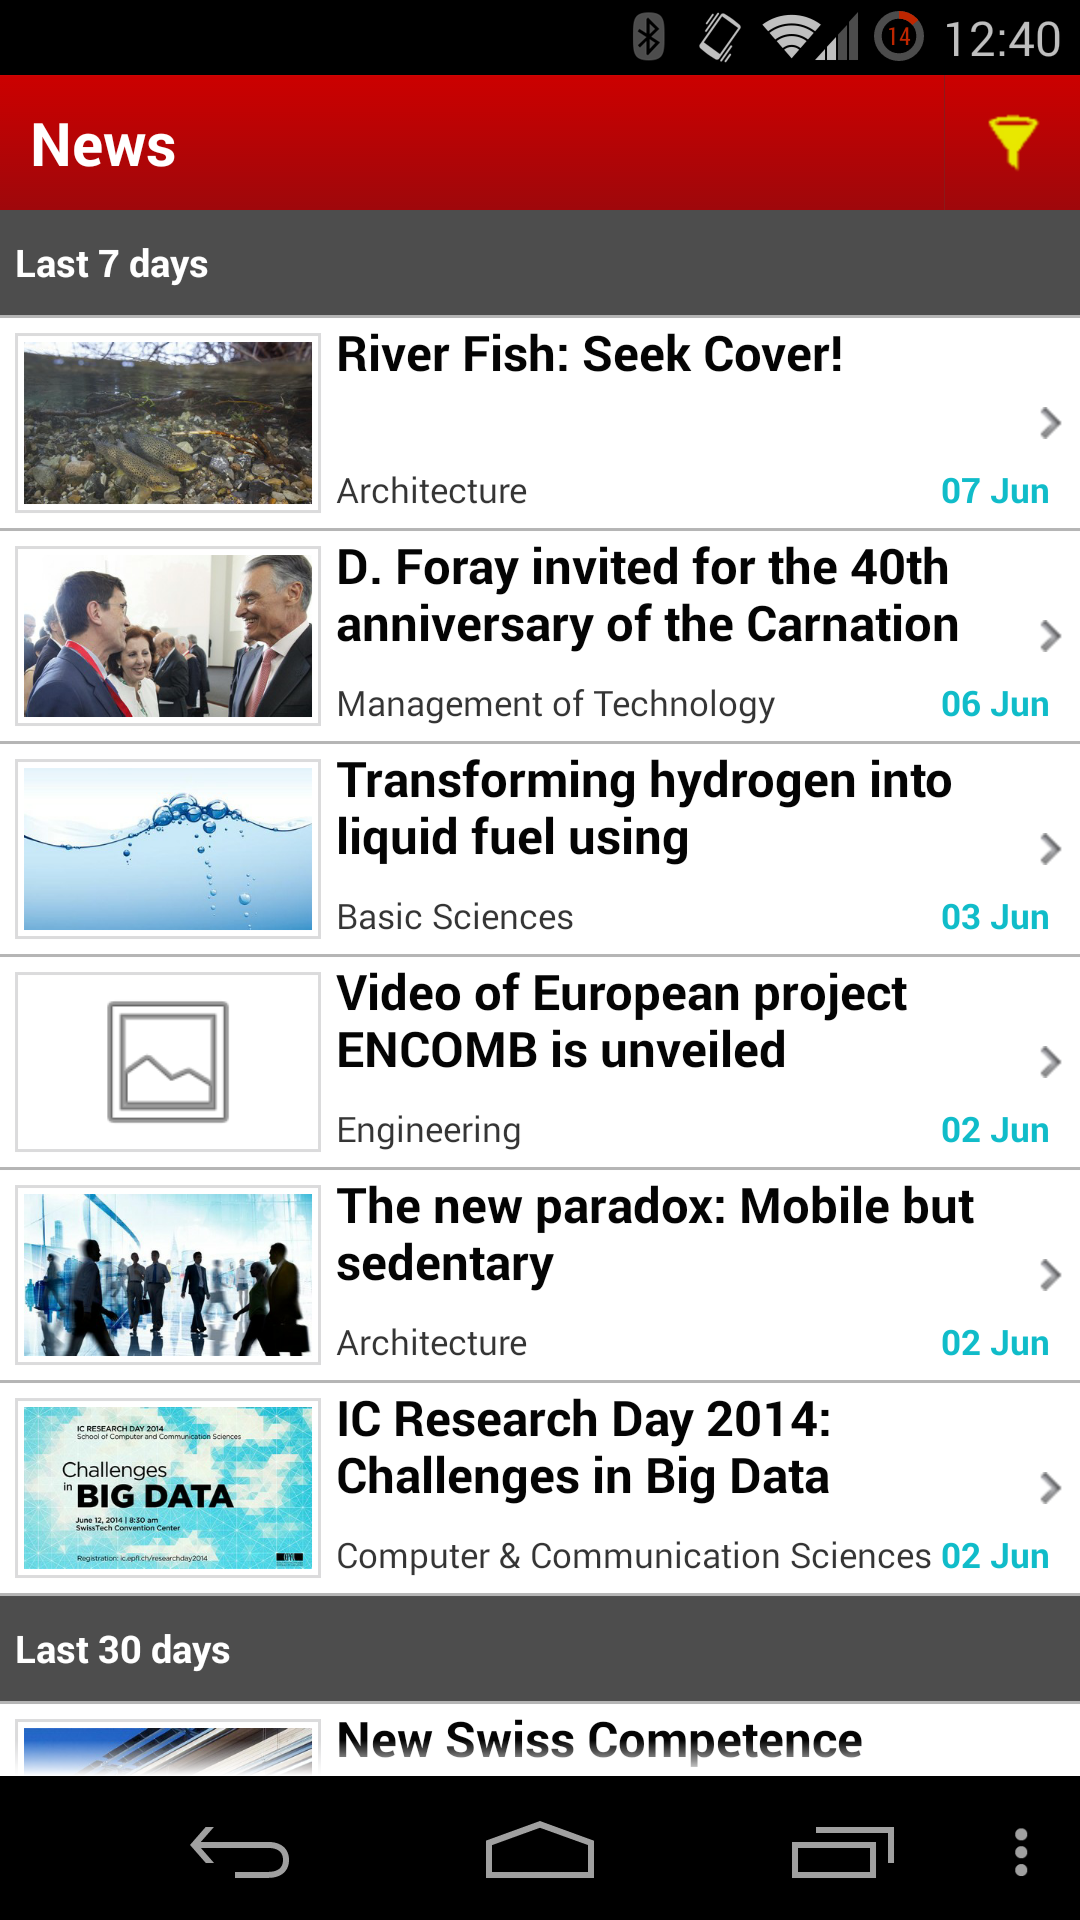 14 12:40
News
Last 7 days
River Fish: Seek Cover!
Architecture 07 Jun
D. Foray invited for the 40th
anniversary of the Carnation
Management of Technology 06 Jun
Transforming hydrogen into
liquid fuel using
Basic Sciences 03 Jun
Video of European project
ENCOMB is unveiled
Engineering 02 Jun
The new paradox: Mobile but
sedentary
Architecture 02 Jun
IC RESEARCH DAY 2014
School of Computer and Communication Sciences
Challenges
in BIG DATA
June 12, 2014 | 8:30 am
SwissTech Convention Center
Registration: ic.epfl.ch/researchday2014
IC Research Day 2014:
Challenges in Big Data
Computer & Communication Sciences 02 Jun
Last 30 days
New Swiss Competence